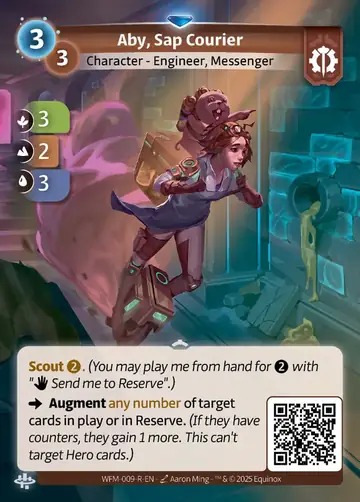 3
Aby, Sap Courier
3
Character - Engineer, Messenger
3
2
3
Scout 2. (You may play me from hand for 2 with
" Send me to Reserve".)
Augment any number of target
cards in play or in Reserve. (If they have
counters, they gain 1 more. This can't
target Hero cards.)
WFM-009-R-EN - Aaron Ming - ™ & © 2025 Equinox